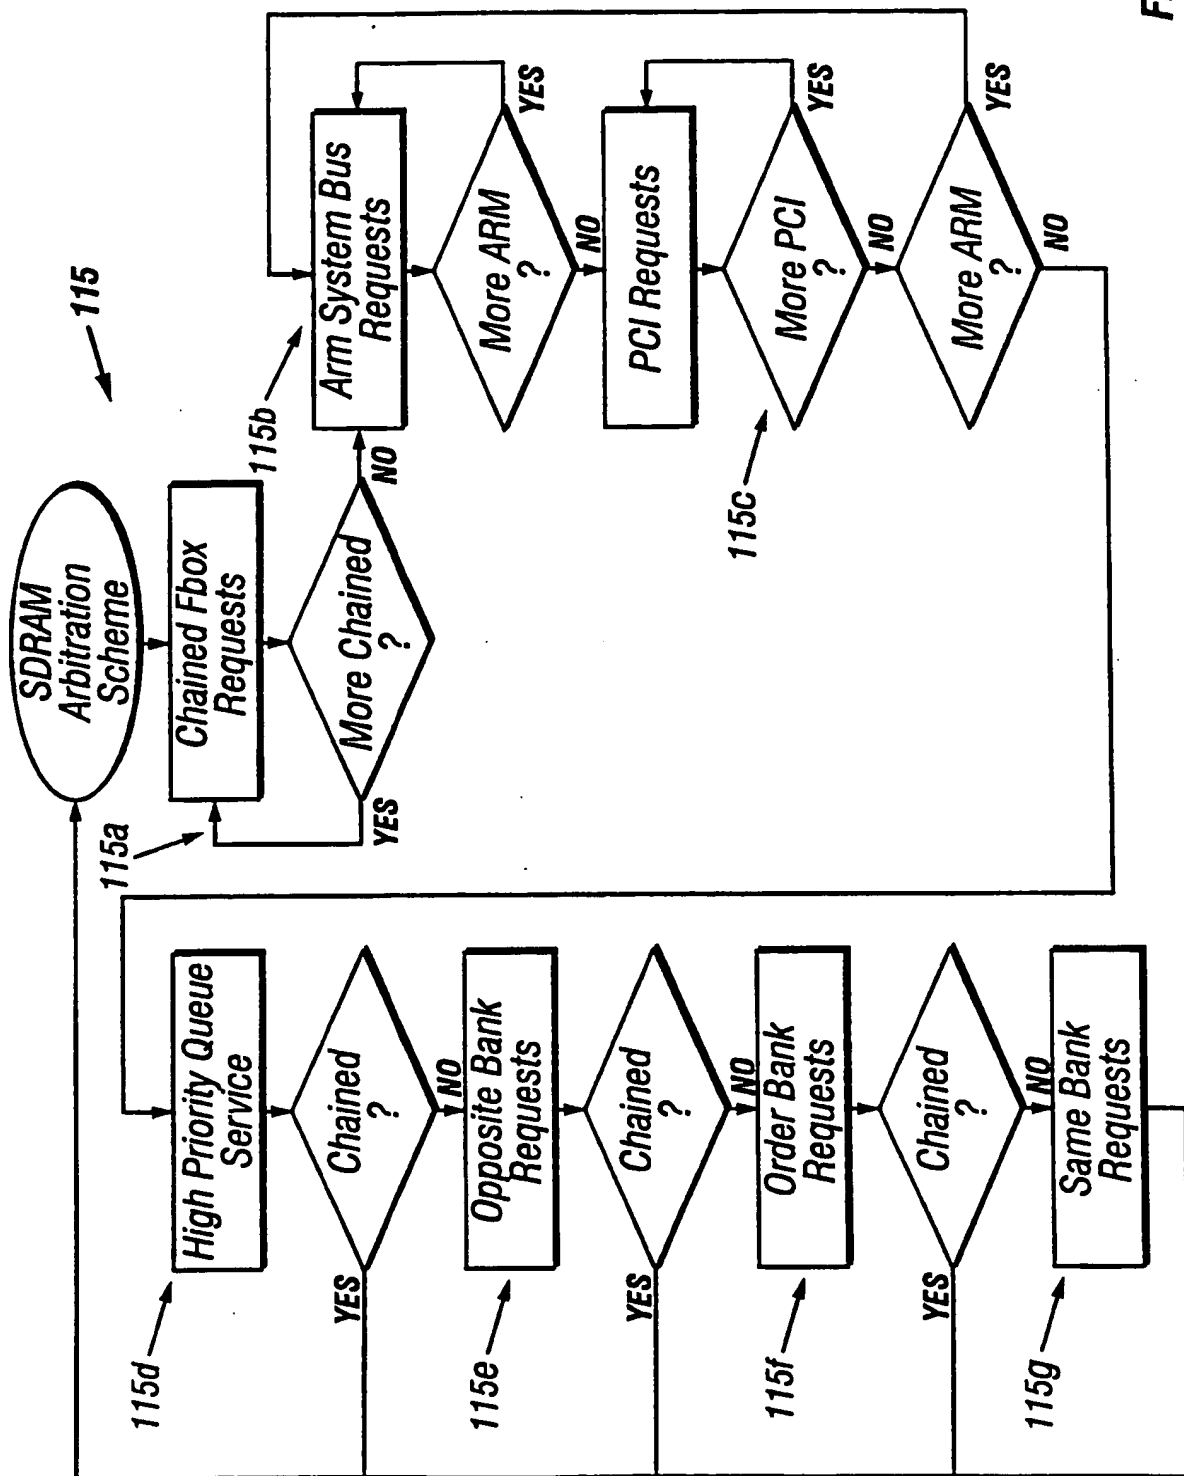 115
SDRAM
Arbitration
Scheme
115a
Chained Fbox
Requests
More Chained
?
YES
NO
115b
Arm System Bus
Requests
More ARM
?
YES
NO
PCI Requests
115c
More PCI
?
YES
NO
More ARM
?
YES
NO
115d
High Priority Queue
Service
Chained
?
YES
NO
115e
Opposite Bank
Requests
Chained
?
YES
NO
115f
Order Bank
Requests
Chained
?
YES
NO
115g
Same Bank
Requests